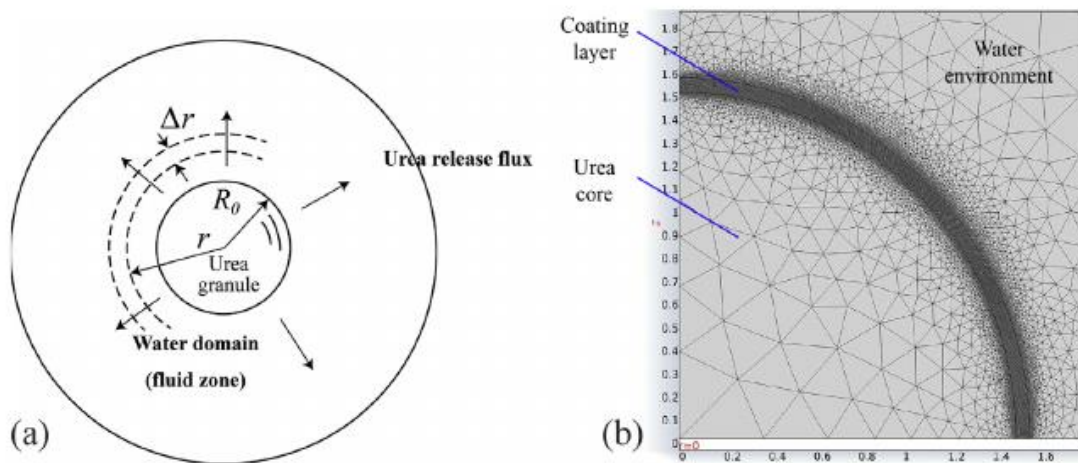 Δr
R₀
r
Urea
granule
Urea release flux
Water domain
(fluid zone)
(a)
Coating
layer
Water
environment
Urea
core
1.8
1.7
1.6
1.5
1.4
1.3
1.2
1.1
1
0.9
0.8
0.7
0.6
0.5
0.4
0.3
0.2
0.1
0
r=0
0 0.2 0.4 0.6 0.8 1 1.2 1.4 1.6
(b)